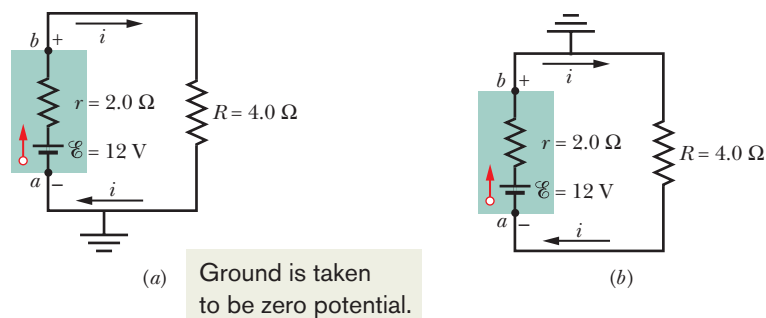 i
b +
r = 2.0 Ω
R = 4.0 Ω
ℰ = 12 V
a –
i
(a)
Ground is taken
to be zero potential.
i
b +
r = 2.0 Ω
R = 4.0 Ω
ℰ = 12 V
a –
i
(b)